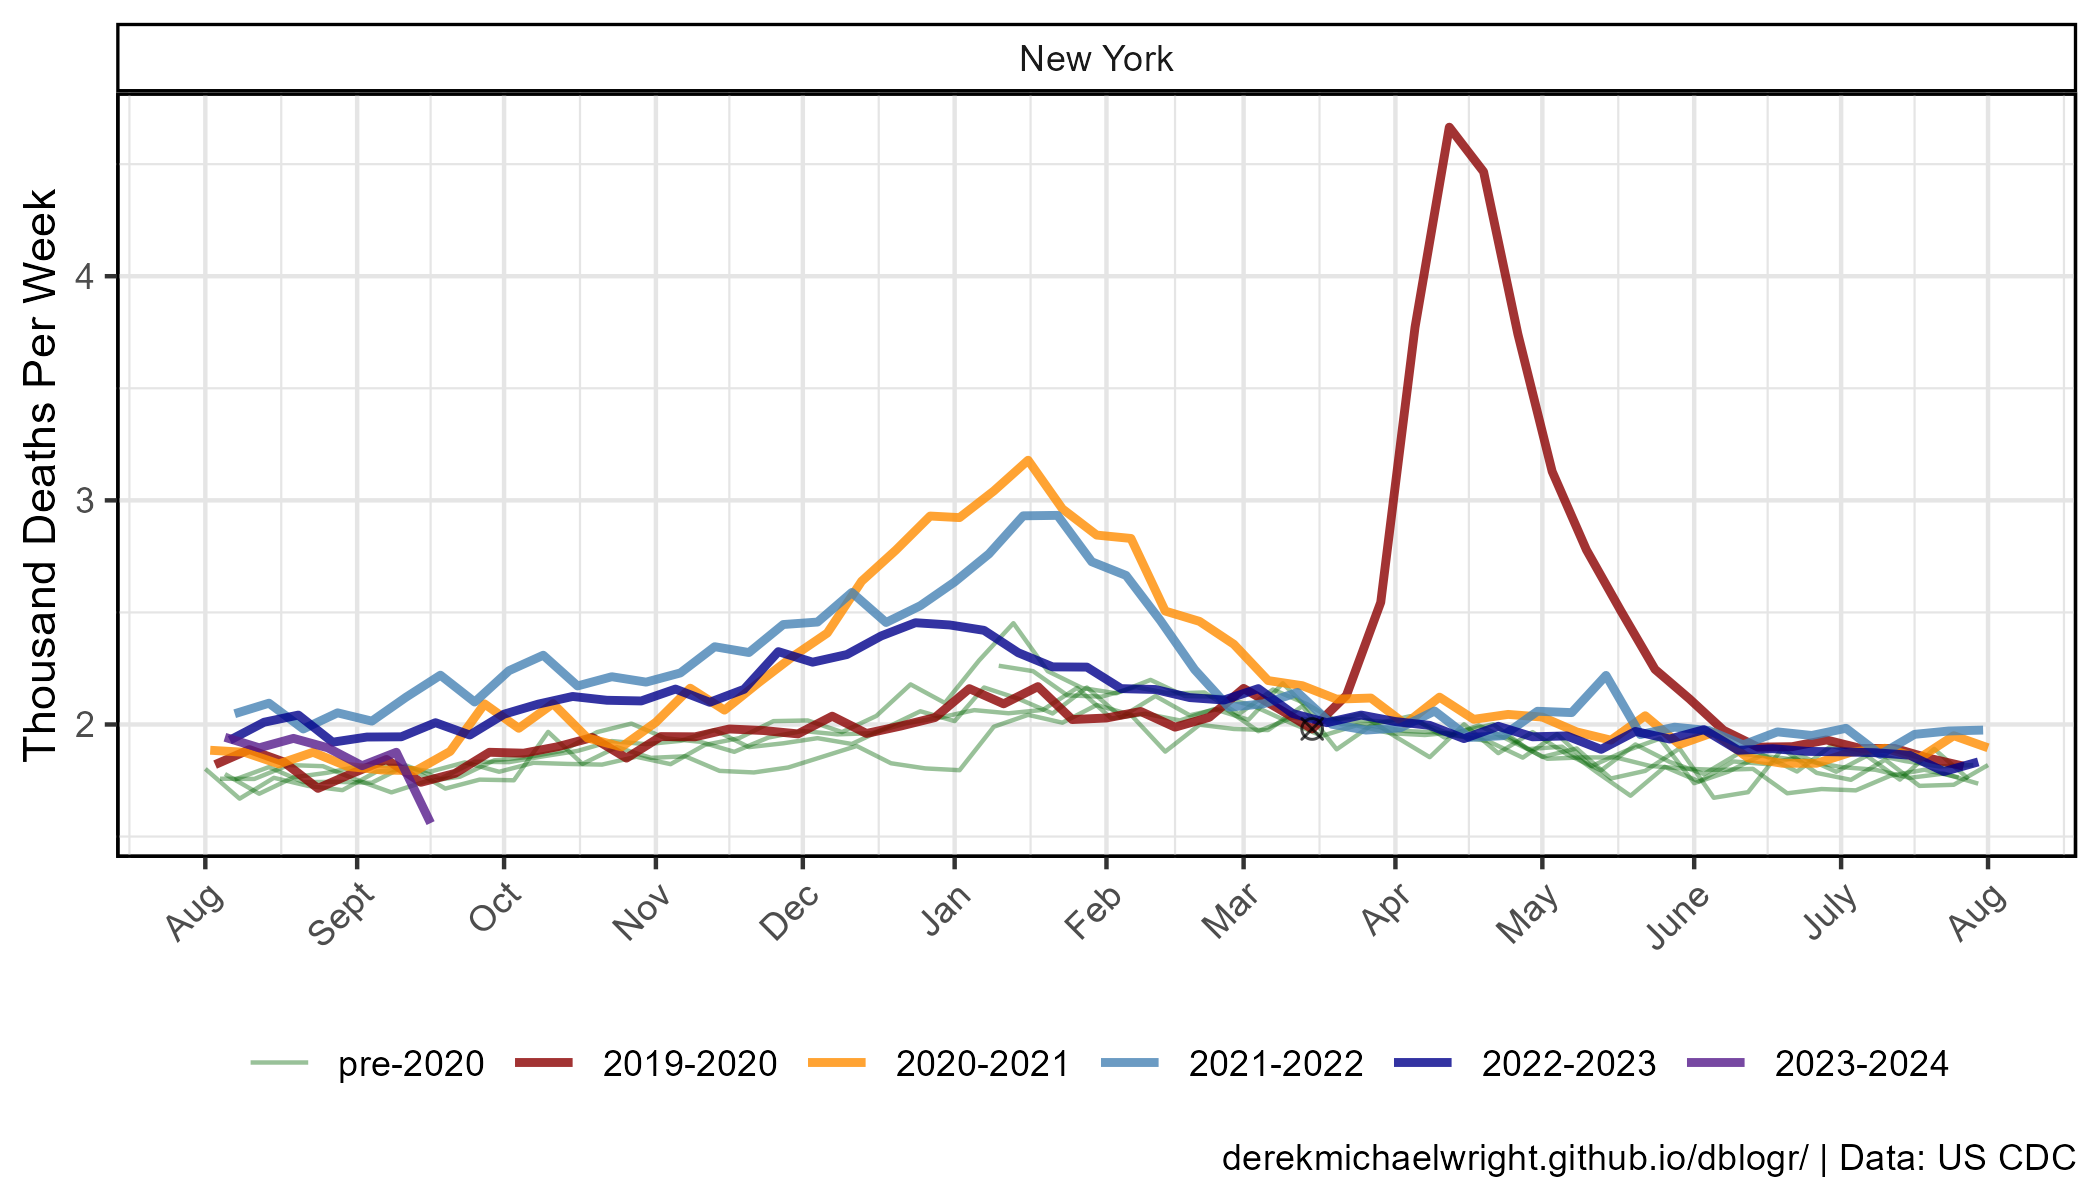 New York
Thousand Deaths Per Week
4
3
2
Aug Sept Oct Nov Dec Jan Feb Mar Apr May June July Aug
pre-2020 2019-2020 2020-2021 2021-2022 2022-2023 2023-2024
derekmichaelwright.github.io/dblogr/ | Data: US CDC